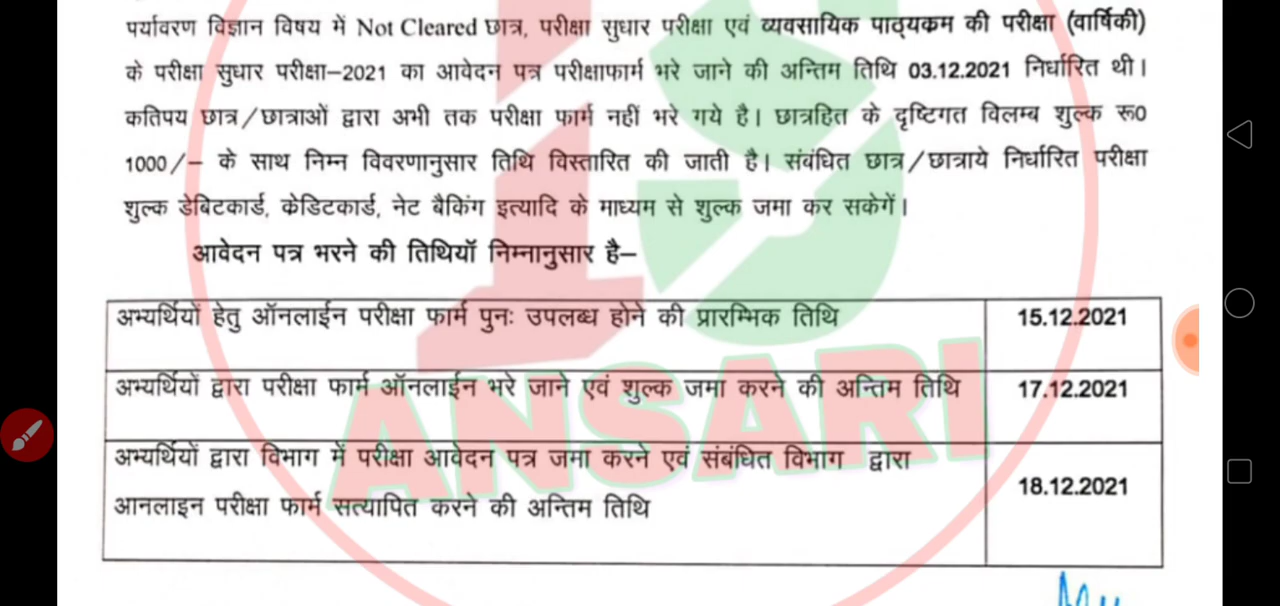 पर्यावरण विज्ञान विषय में Not Cleared छात्र, परीक्षा सुधार परीक्षा एवं व्यवसायिक पाठ्यकम की परीक्षा (वार्षिकी)
के परीक्षा सुधार परीक्षा–2021 का आवेदन पत्र परीक्षाफार्म भरे जाने की अन्तिम तिथि 03.12.2021 निर्धारित थी।
कतिपय छात्र/छात्राओं द्वारा अभी तक परीक्षा फार्म नहीं भरे गये है। छात्रहित के दृष्टिगत विलम्ब शुल्क रू0
1000/– के साथ निम्न विवरणानुसार तिथि विस्तारित की जाती है। संबंधित छात्र/छात्राये निर्धारित परीक्षा
शुल्क डेबिटकार्ड, केडिटकार्ड, नेट बैकिंग इत्यादि के माध्यम से शुल्क जमा कर सकेगें।
आवेदन पत्र भरने की तिथियॉ निम्नानुसार है–
अभ्यर्थियों हेतु ऑनलाईन परीक्षा फार्म पुनः उपलब्ध होने की प्रारम्भिक तिथि 15.12.2021
अभ्यर्थियों द्वारा परीक्षा फार्म ऑनलाईन भरे जाने एवं शुल्क जमा करने की अन्तिम तिथि 17.12.2021
अभ्यर्थियों द्वारा विभाग में परीक्षा आवेदन पत्र जमा करने एवं संबंधित विभाग द्वारा
आनलाइन परीक्षा फार्म सत्यापित करने की अन्तिम तिथि 18.12.2021
ANSARI